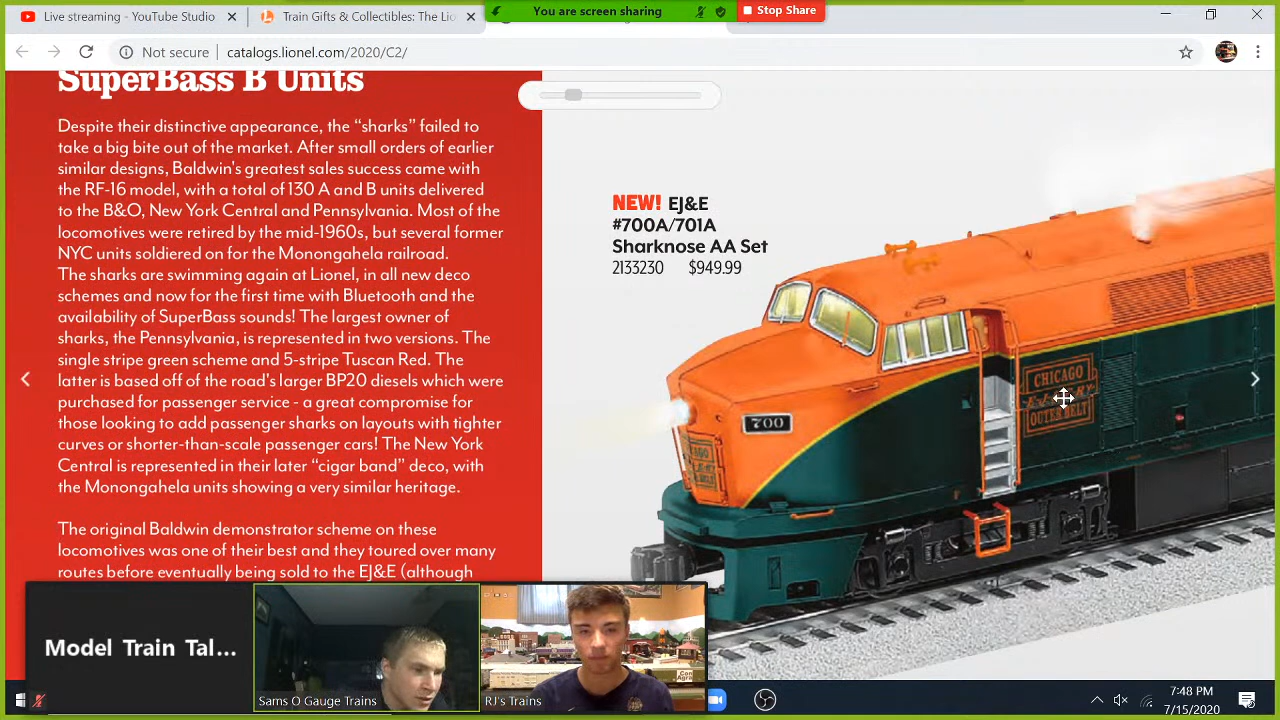 Live streaming - YouTube Studio
Train Gifts & Collectibles: The Lio
You are screen sharing
Stop Share
Not secure
catalogs.lionel.com/2020/C2/
SuperBass B Units
Despite their distinctive appearance, the “sharks” failed to
take a big bite out of the market. After small orders of earlier
similar designs, Baldwin's greatest sales success came with
the RF-16 model, with a total of 130 A and B units delivered
to the B&O, New York Central and Pennsylvania. Most of the
locomotives were retired by the mid-1960s, but several former
NYC units soldiered on for the Monongahela railroad.
The sharks are swimming again at Lionel, in all new deco
schemes and now for the first time with Bluetooth and the
availability of SuperBass sounds! The largest owner of
sharks, the Pennsylvania, is represented in two versions. The
single stripe green scheme and 5-stripe Tuscan Red. The
latter is based off of the road's larger BP20 diesels which were
purchased for passenger service - a great compromise for
those looking to add passenger sharks on layouts with tighter
curves or shorter-than-scale passenger cars! The New York
Central is represented in their later “cigar band” deco, with
the Monongahela units showing a very similar heritage.
The original Baldwin demonstrator scheme on these
locomotives was one of their best and they toured over many
routes before eventually being sold to the EJ&E (although
NEW! EJ&E
#700A/701A
Sharknose AA Set
2133230 $949.99
700
CHICAGO
OUTER BELT
Model Train Tal...
Sams O Gauge Trains
RJ's Trains
7:48 PM
7/15/2020